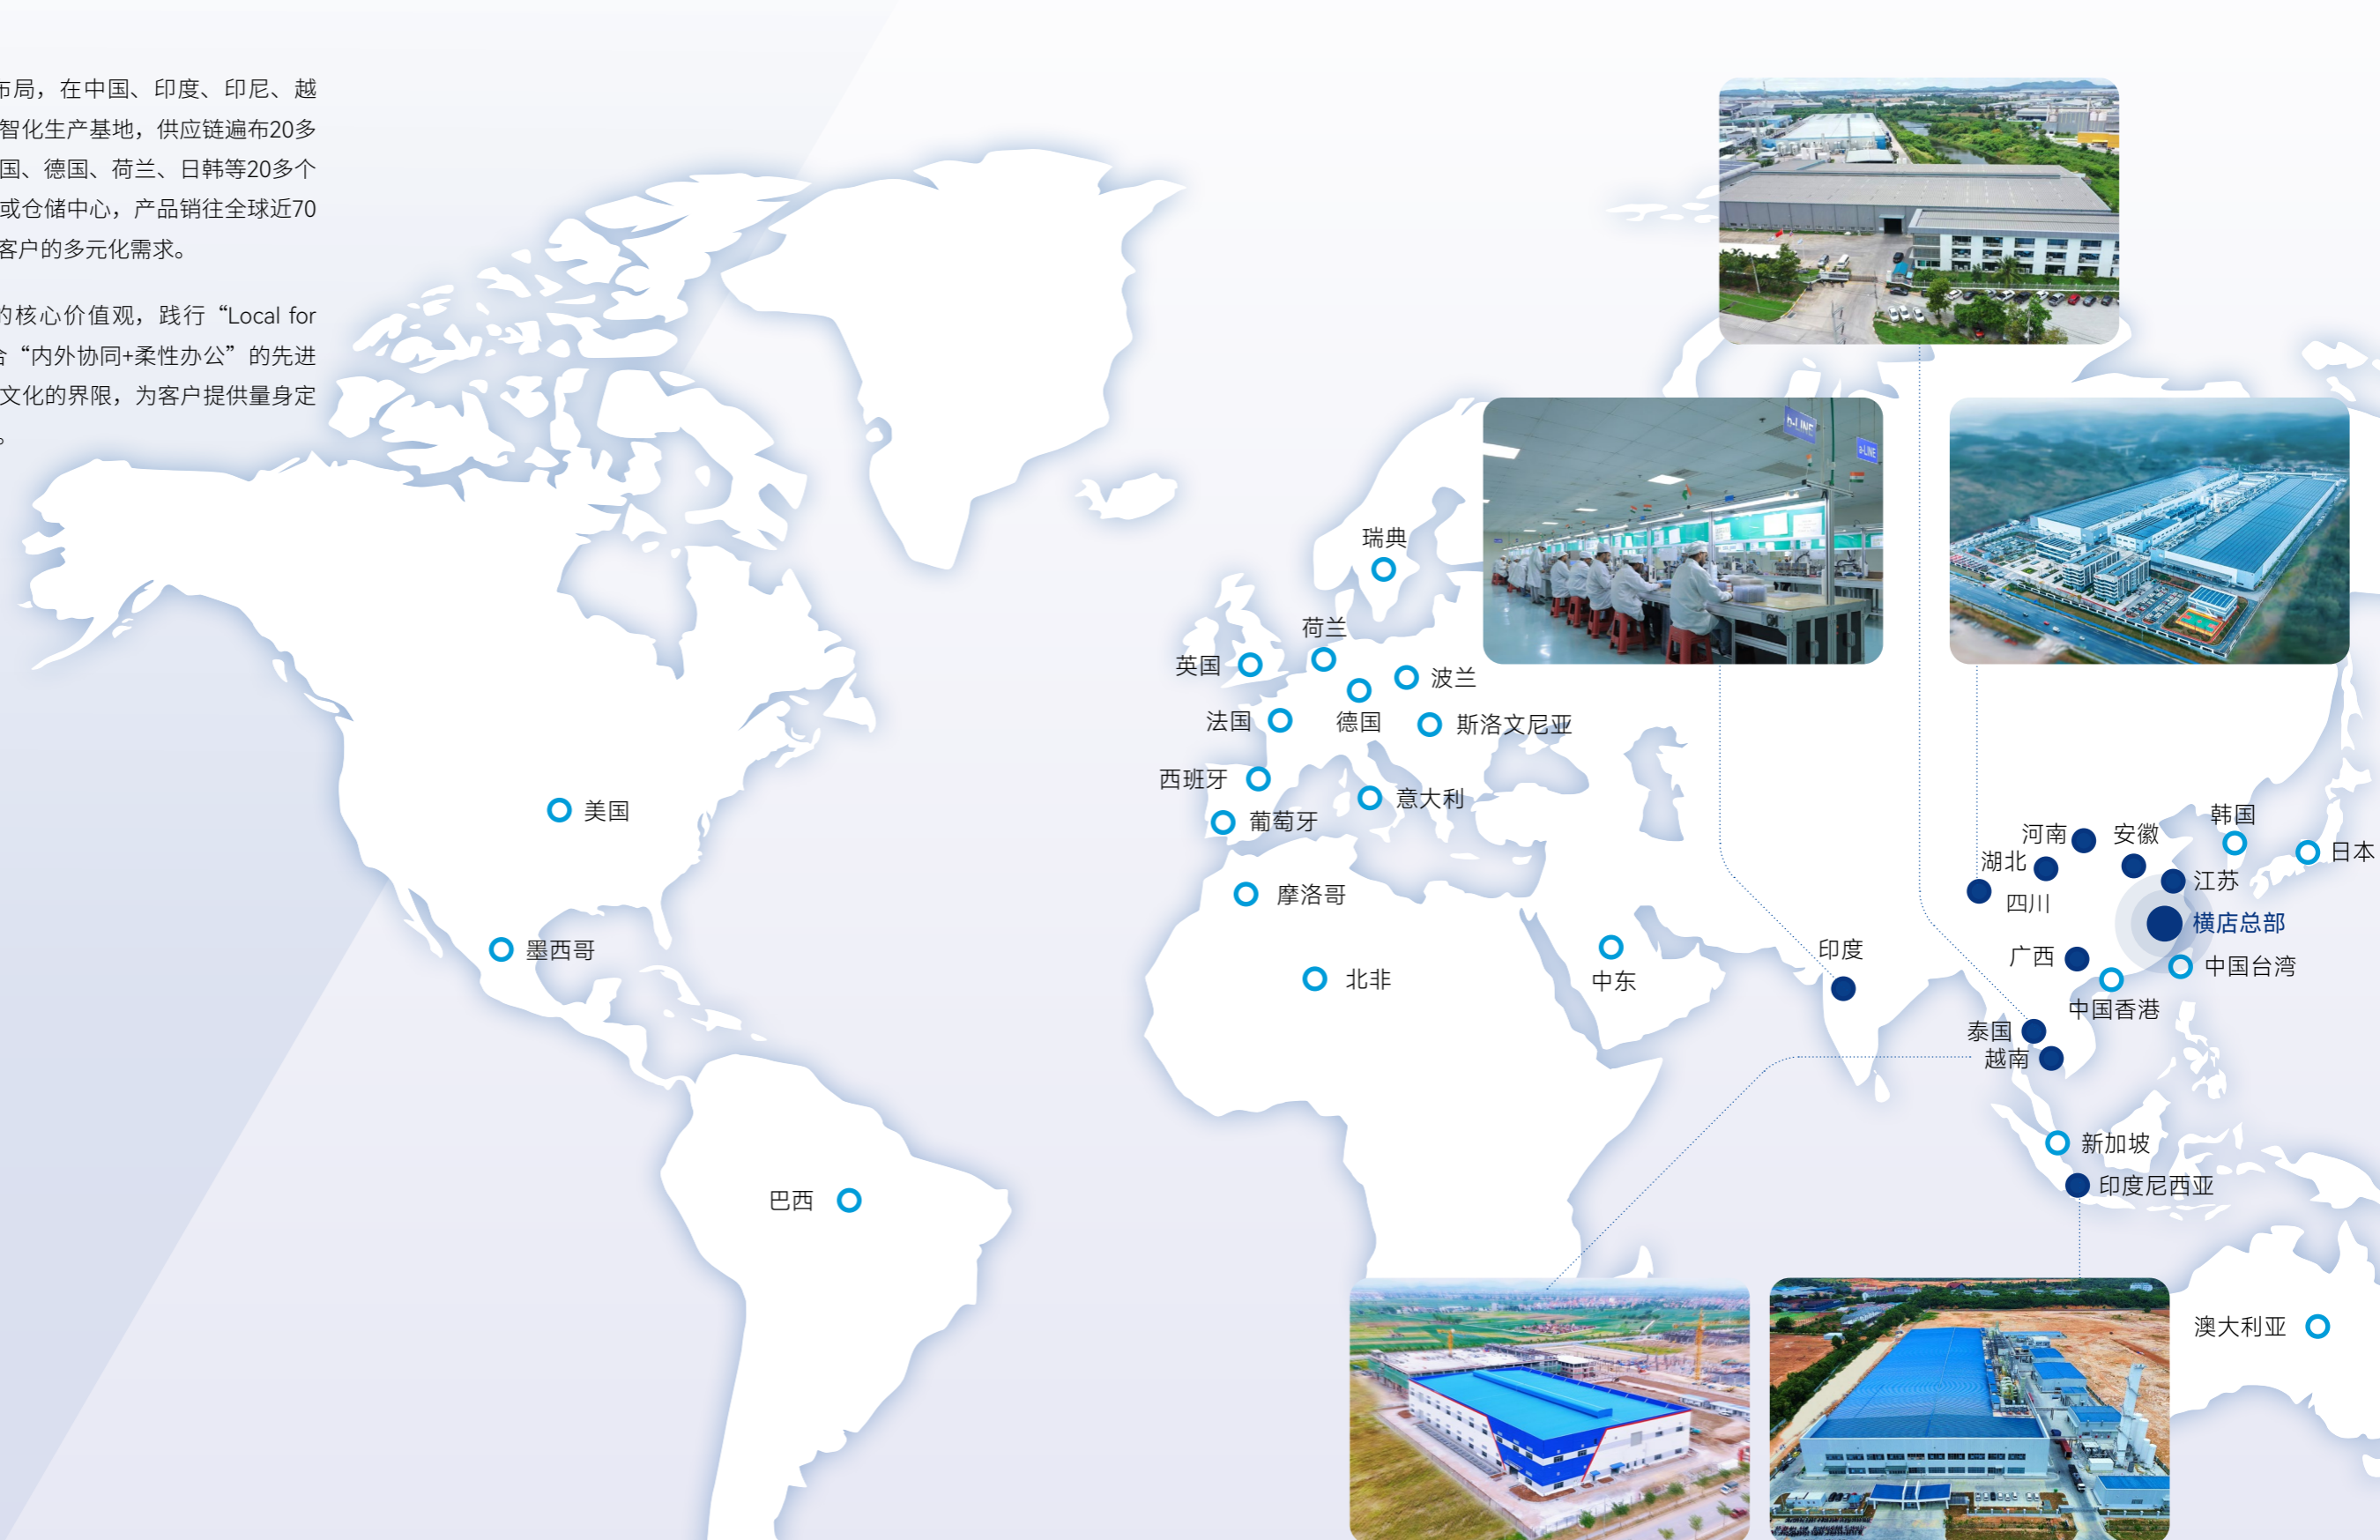 布局，在中国、印度、印尼、越
智化生产基地，供应链遍布20多
国、德国、荷兰、日韩等20多个
或仓储中心，产品销往全球近70
客户的多元化需求。
的核心价值观，践行“Local for
合“内外协同+柔性办公”的先进
文化的界限，为客户提供量身定
。
瑞典
荷兰
英国
波兰
法国
德国
斯洛文尼亚
西班牙
意大利
葡萄牙
美国
摩洛哥
墨西哥
北非
中东
印度
韩国
日本
河南
安徽
湖北
江苏
四川
横店总部
广西
中国台湾
中国香港
泰国
越南
新加坡
印度尼西亚
巴西
澳大利亚
b-LINE
a-LINE